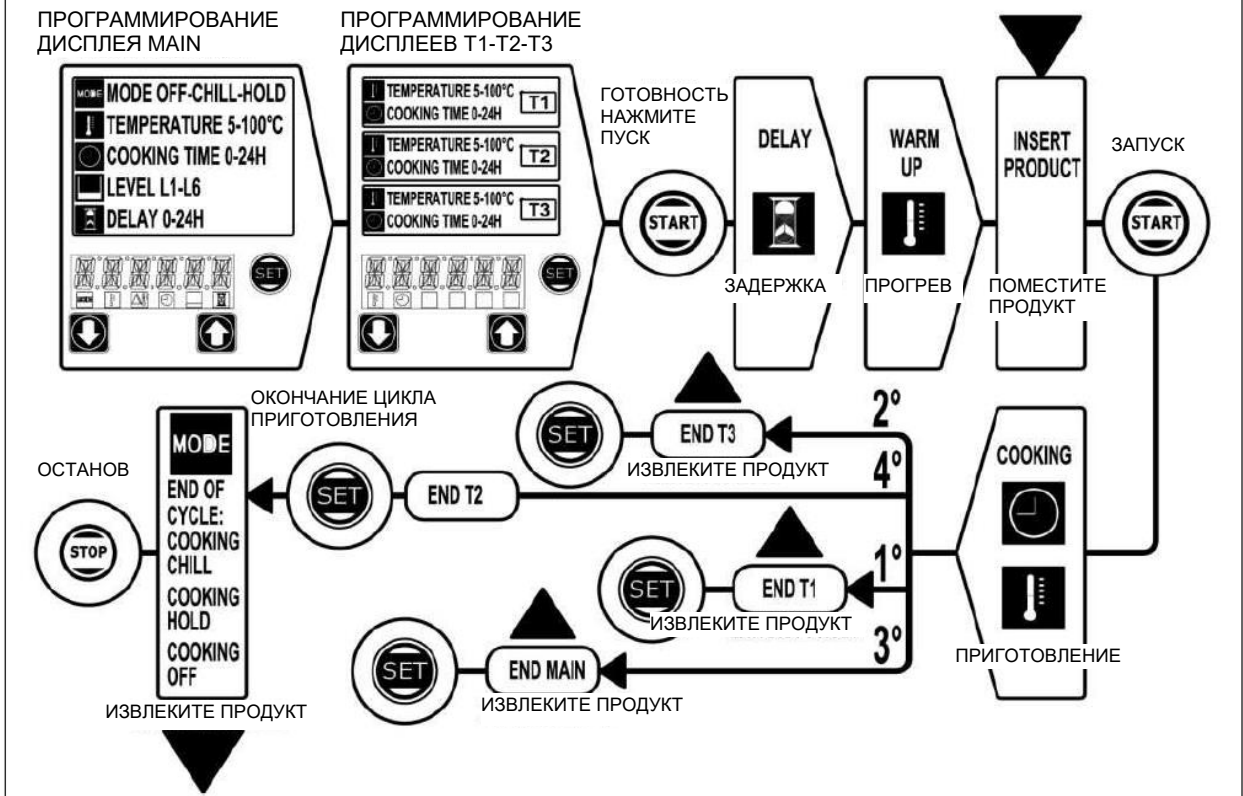 ПРОГРАММИРОВАНИЕ
ДИСПЛЕЯ MAIN
MODE MODE OFF-CHILL-HOLD
TEMPERATURE 5-100°C
COOKING TIME 0-24H
LEVEL L1-L6
DELAY 0-24H
SET
MODE
ПРОГРАММИРОВАНИЕ
ДИСПЛЕЕВ T1-T2-T3
TEMPERATURE 5-100°C
COOKING TIME 0-24H
T1
TEMPERATURE 5-100°C
COOKING TIME 0-24H
T2
TEMPERATURE 5-100°C
COOKING TIME 0-24H
T3
SET
ГОТОВНОСТЬ
НАЖМИТЕ
ПУСК
START
DELAY
ЗАДЕРЖКА
WARM
UP
ПРОГРЕВ
INSERT
PRODUCT
ПОМЕСТИТЕ
ПРОДУКТ
ЗАПУСК
START
COOKING
ПРИГОТОВЛЕНИЕ
2°
END T3
SET
ИЗВЛЕКИТЕ ПРОДУКТ
4°
END T2
SET
ОКОНЧАНИЕ ЦИКЛА
ПРИГОТОВЛЕНИЯ
1°
END T1
SET
ИЗВЛЕКИТЕ ПРОДУКТ
3°
END MAIN
SET
ИЗВЛЕКИТЕ ПРОДУКТ
MODE
END OF
CYCLE:
COOKING
CHILL
COOKING
HOLD
COOKING
OFF
ИЗВЛЕКИТЕ ПРОДУКТ
ОСТАНОВ
STOP